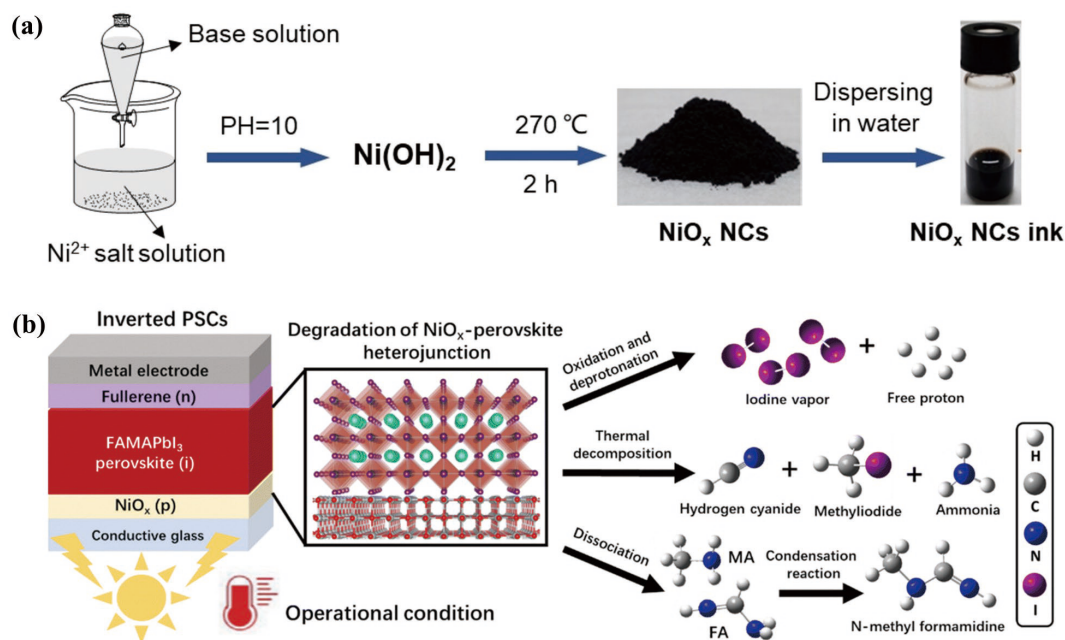 (a)
Base solution
Ni²⁺ salt solution
PH=10
Ni(OH)₂
270 ℃
2 h
NiOₓ NCs
Dispersing
in water
NiOₓ NCs ink
(b)
Inverted PSCs
Metal electrode
Fullerene (n)
FAMAPbI₃
perovskite (i)
NiOₓ (p)
Conductive glass
Operational condition
Degradation of NiOₓ-perovskite
heterojunction
Oxidation and
deprotonation
Iodine vapor
+
Free proton
Thermal
decomposition
+
+
Hydrogen cyanide
Methyliodide
Ammonia
Dissociation
MA
FA
Condensation
reaction
N-methyl formamidine
H
C
N
I